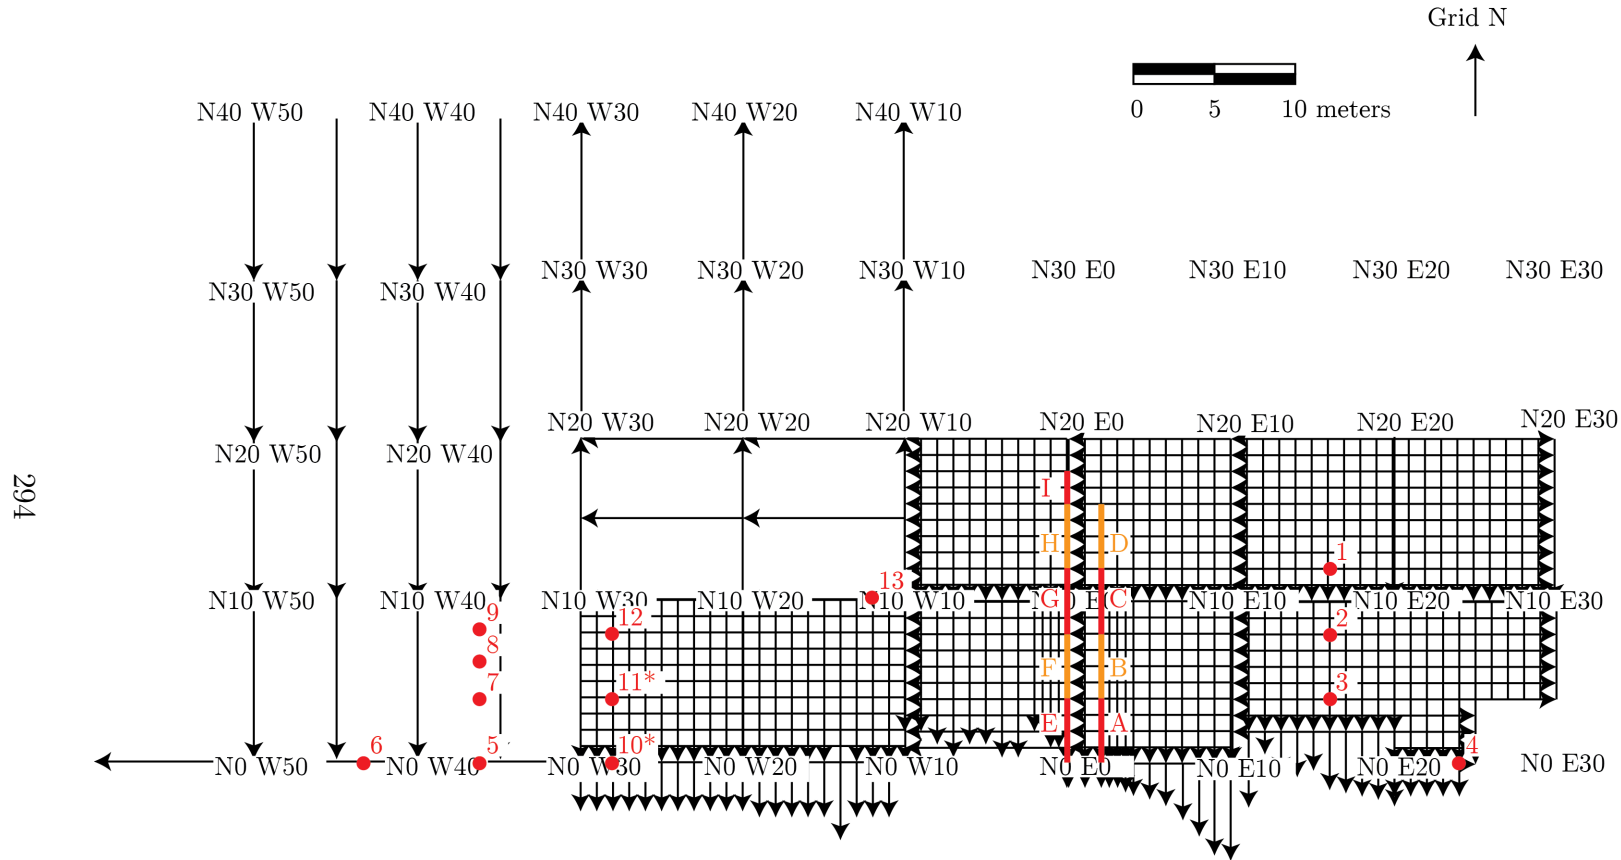 Grid N
0 5 10 meters
N40 W50 N40 W40 N40 W30 N40 W20 N40 W10
N30 W30 N30 W20 N30 W10 N30 E0 N30 E10 N30 E20 N30 E30
N30 W50 N30 W40
N20 W30 N20 W20 N20 W10 N20 E0 N20 E10 N20 E20 N20 E30
N20 W50 N20 W40
294
I
H D
1
13
N10 W50 N10 W40 N10 W30 N10 W20 N10 W10 G C N10 E10 N10 E20 N10 E30
9 12 2
8
F B
7 11* 3
E A
6 5 10* 4
N0 W50 N0 W40 N0 W30 N0 W20 N0 W10 N0 E0 N0 E10 N0 E20 N0 E30